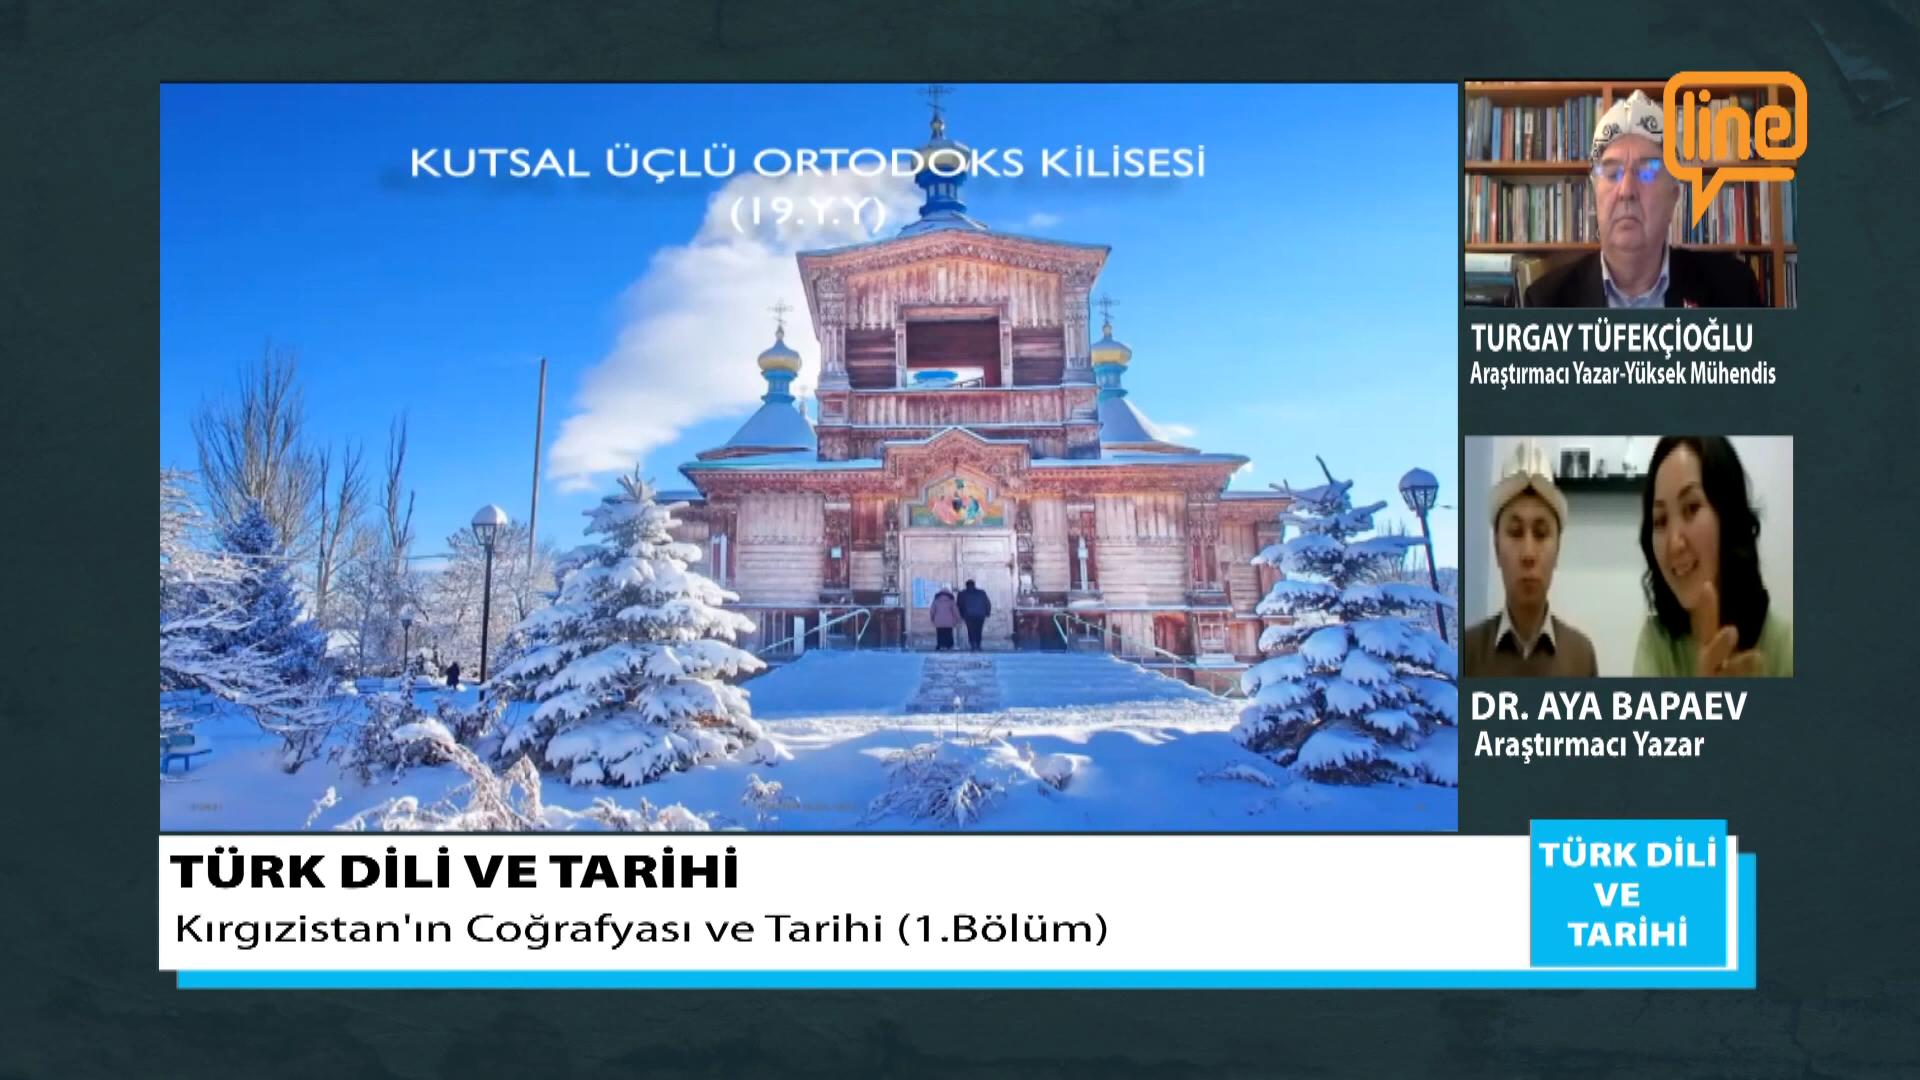 KUTSAL ÜÇLÜ ORTODOKS KİLİSESİ
(19.Y.Y)
line
TURGAY TÜFEKÇİOĞLU
Araştırmacı Yazar-Yüksek Mühendis
DR. AYA BAPAEV
Araştırmacı Yazar
TÜRK DİLİ VE TARİHİ
Kırgızistan'ın Coğrafyası ve Tarihi (1.Bölüm)
TÜRK DİLİ
VE
TARİHİ